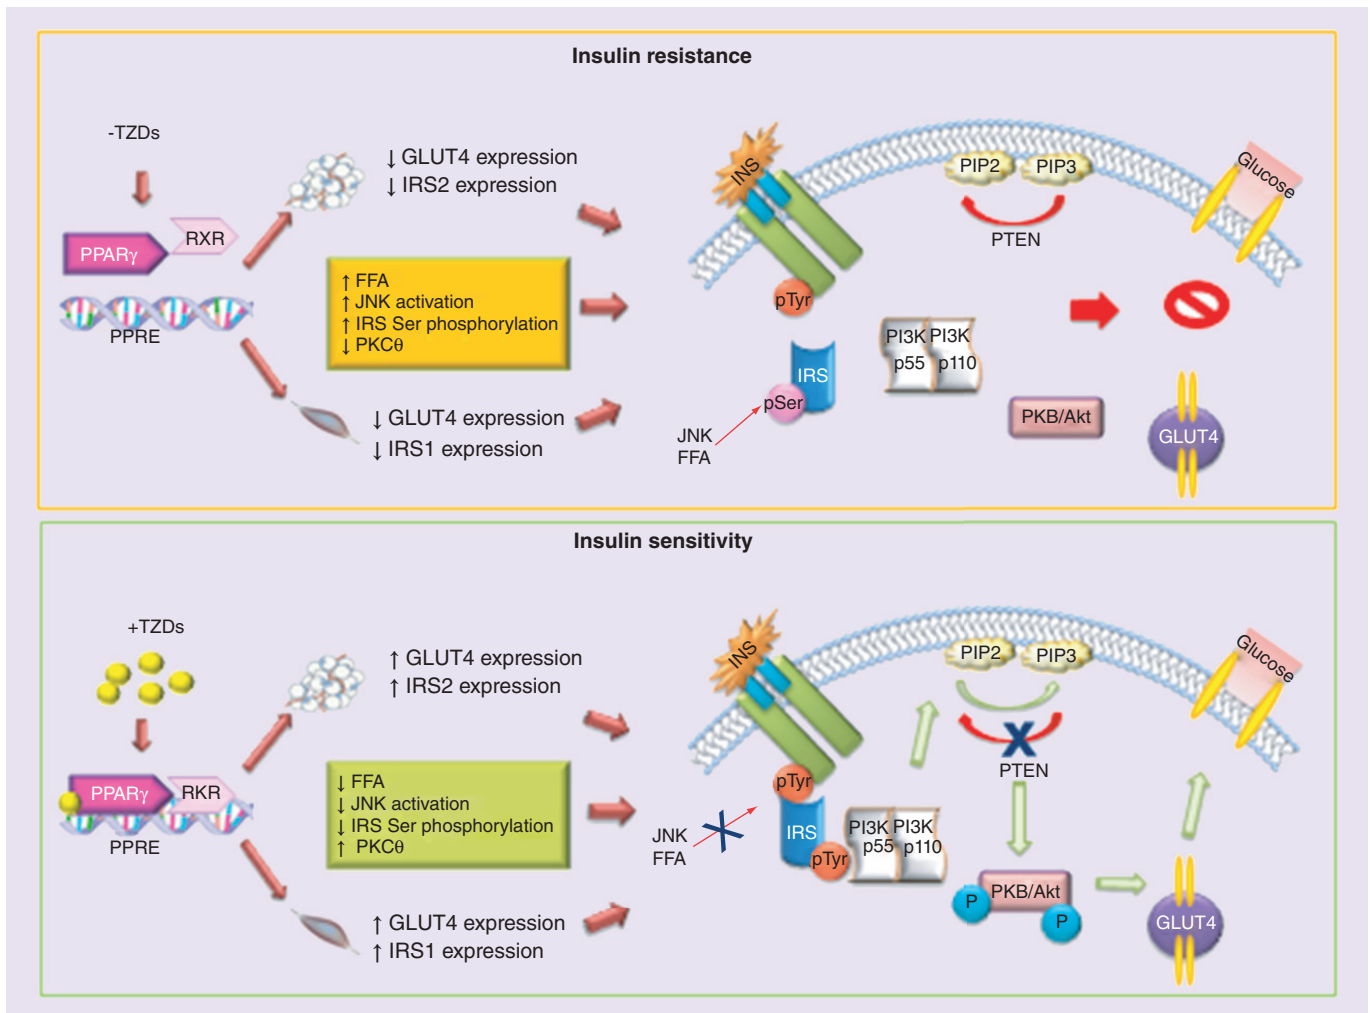 Insulin resistance
-TZDs
PPARγ
RXR
PPRE
↓ GLUT4 expression
↓ IRS2 expression
↑ FFA
↑ JNK activation
↑ IRS Ser phosphorylation
↓ PKCθ
↓ GLUT4 expression
↓ IRS1 expression
INS
pTyr
IRS
pSer
JNK
FFA
PIP2
PIP3
PTEN
PI3K PI3K
p55 p110
PKB/Akt
Glucose
GLUT4
Insulin sensitivity
+TZDs
PPARγ
RKR
PPRE
↑ GLUT4 expression
↑ IRS2 expression
↓ FFA
↓ JNK activation
↓ IRS Ser phosphorylation
↑ PKCθ
↑ GLUT4 expression
↑ IRS1 expression
INS
pTyr
IRS
pTyr
JNK
FFA
PI3K PI3K
p55 p110
PIP2
PIP3
PTEN
P
PKB/Akt
P
Glucose
GLUT4